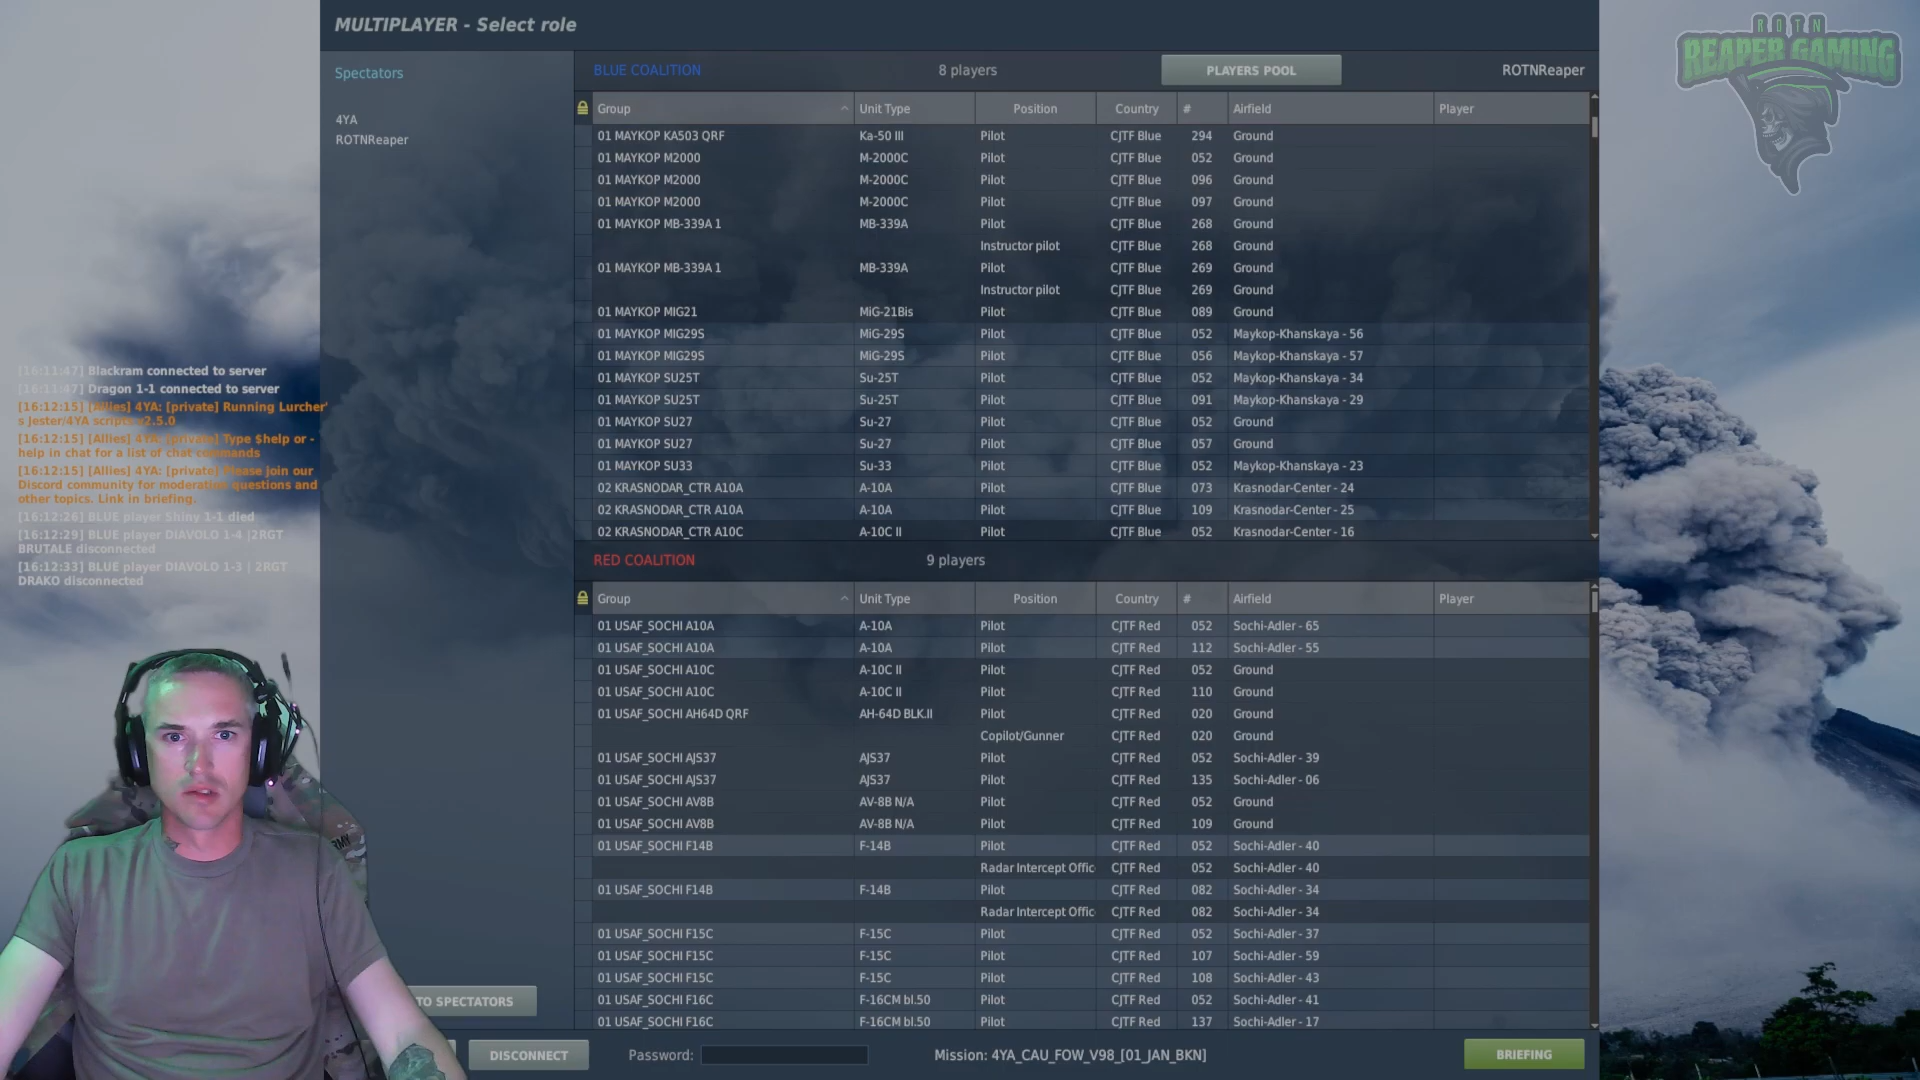 MULTIPLAYER - Select role
ROTN
REAPER GAMING
Spectators
4YA
ROTNReaper
BLUE COALITION 8 players PLAYERS POOL ROTNReaper
Group Unit Type Position Country # Airfield Player
01 MAYKOP KA503 QRF Ka-50 III Pilot CJTF Blue 294 Ground
01 MAYKOP M2000 M-2000C Pilot CJTF Blue 052 Ground
01 MAYKOP M2000 M-2000C Pilot CJTF Blue 096 Ground
01 MAYKOP M2000 M-2000C Pilot CJTF Blue 097 Ground
01 MAYKOP MB-339A 1 MB-339A Pilot CJTF Blue 268 Ground
Instructor pilot CJTF Blue 268 Ground
01 MAYKOP MB-339A 1 MB-339A Pilot CJTF Blue 269 Ground
Instructor pilot CJTF Blue 269 Ground
01 MAYKOP MIG21 MiG-21Bis Pilot CJTF Blue 089 Ground
01 MAYKOP MIG29S MiG-29S Pilot CJTF Blue 052 Maykop-Khanskaya - 56
01 MAYKOP MIG29S MiG-29S Pilot CJTF Blue 056 Maykop-Khanskaya - 57
01 MAYKOP SU25T Su-25T Pilot CJTF Blue 052 Maykop-Khanskaya - 34
01 MAYKOP SU25T Su-25T Pilot CJTF Blue 091 Maykop-Khanskaya - 29
01 MAYKOP SU27 Su-27 Pilot CJTF Blue 052 Ground
01 MAYKOP SU27 Su-27 Pilot CJTF Blue 057 Ground
01 MAYKOP SU33 Su-33 Pilot CJTF Blue 052 Maykop-Khanskaya - 23
02 KRASNODAR_CTR A10A A-10A Pilot CJTF Blue 073 Krasnodar-Center - 24
02 KRASNODAR_CTR A10A A-10A Pilot CJTF Blue 109 Krasnodar-Center - 25
02 KRASNODAR_CTR A10C A-10C II Pilot CJTF Blue 052 Krasnodar-Center - 16
[16:11:47] Blackram connected to server
[16:11:47] Dragon 1-1 connected to server
[16:12:15] [Allies] 4YA: [private] Running Lurcher'
s Jester/4YA scripts v2.5.0
[16:12:15] [Allies] 4YA: [private] Type $help or -
help in chat for a list of chat commands
[16:12:15] [Allies] 4YA: [private] Please join our
Discord community for moderation questions and
other topics. Link in briefing.
[16:12:26] BLUE player Shiny 1-1 died
[16:12:29] BLUE player DIAVOLO 1-4 |2RGT
BRUTALE disconnected
[16:12:33] BLUE player DIAVOLO 1-3 | 2RGT
DRAKO disconnected
RED COALITION 9 players
Group Unit Type Position Country # Airfield Player
01 USAF_SOCHI A10A A-10A Pilot CJTF Red 052 Sochi-Adler - 65
01 USAF_SOCHI A10A A-10A Pilot CJTF Red 112 Sochi-Adler - 55
01 USAF_SOCHI A10C A-10C II Pilot CJTF Red 052 Ground
01 USAF_SOCHI A10C A-10C II Pilot CJTF Red 110 Ground
01 USAF_SOCHI AH64D QRF AH-64D BLK.II Pilot CJTF Red 020 Ground
Copilot/Gunner CJTF Red 020 Ground
01 USAF_SOCHI AJS37 AJS37 Pilot CJTF Red 052 Sochi-Adler - 39
01 USAF_SOCHI AJS37 AJS37 Pilot CJTF Red 135 Sochi-Adler - 06
01 USAF_SOCHI AV8B AV-8B N/A Pilot CJTF Red 052 Ground
01 USAF_SOCHI AV8B AV-8B N/A Pilot CJTF Red 109 Ground
01 USAF_SOCHI F14B F-14B Pilot CJTF Red 052 Sochi-Adler - 40
Radar Intercept Offic CJTF Red 052 Sochi-Adler - 40
01 USAF_SOCHI F14B F-14B Pilot CJTF Red 082 Sochi-Adler - 34
Radar Intercept Offic CJTF Red 082 Sochi-Adler - 34
01 USAF_SOCHI F15C F-15C Pilot CJTF Red 052 Sochi-Adler - 37
01 USAF_SOCHI F15C F-15C Pilot CJTF Red 107 Sochi-Adler - 59
01 USAF_SOCHI F15C F-15C Pilot CJTF Red 108 Sochi-Adler - 43
01 USAF_SOCHI F16C F-16CM bl.50 Pilot CJTF Red 052 Sochi-Adler - 41
01 USAF_SOCHI F16C F-16CM bl.50 Pilot CJTF Red 137 Sochi-Adler - 17
TO SPECTATORS
DISCONNECT Password: Mission: 4YA_CAU_FOW_V98_[01_JAN_BKN] BRIEFING